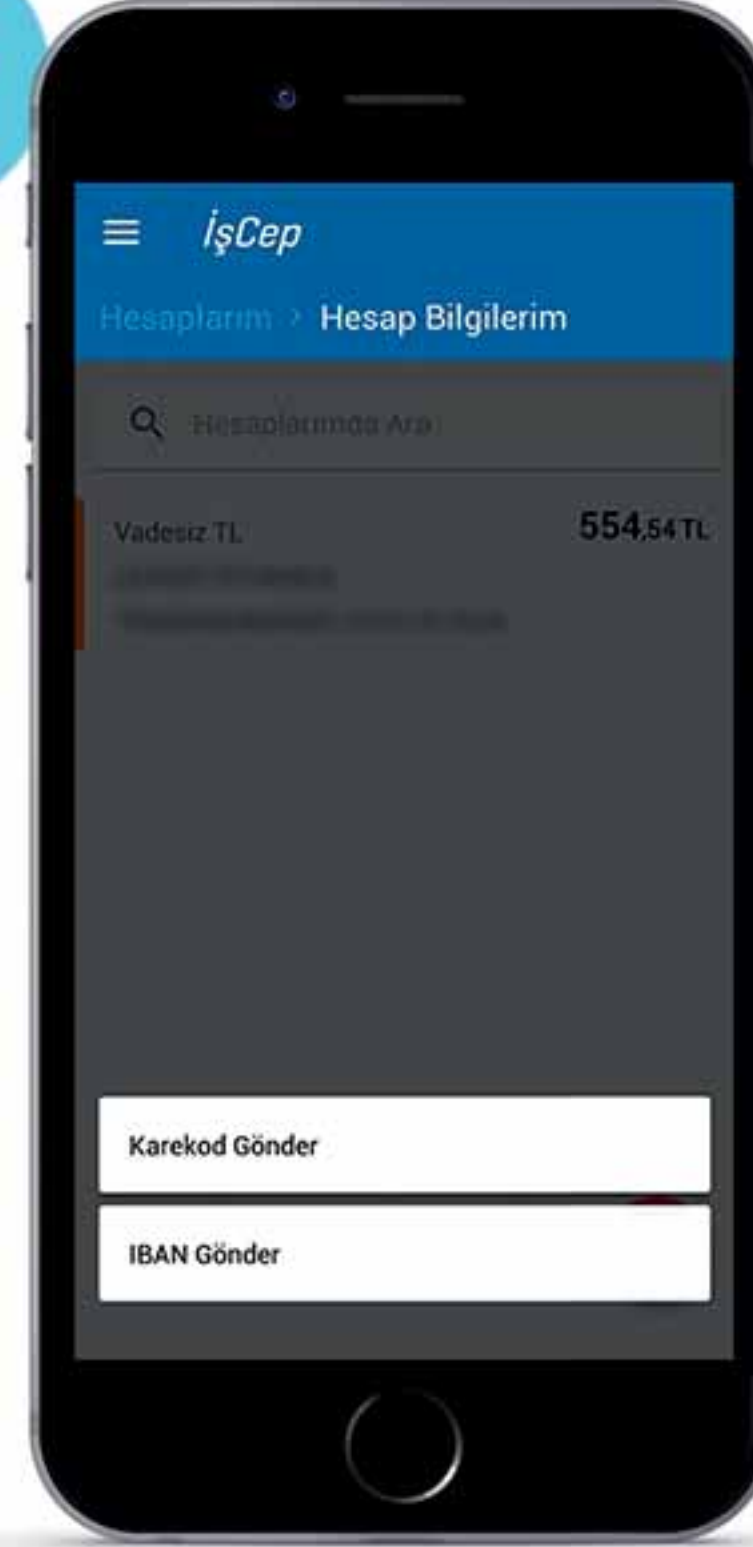 İşCep
Hesaplarım > Hesap Bilgilerim
Hesaplarımda Ara
Vadesiz TL 554,54 TL
Karekod Gönder
IBAN Gönder